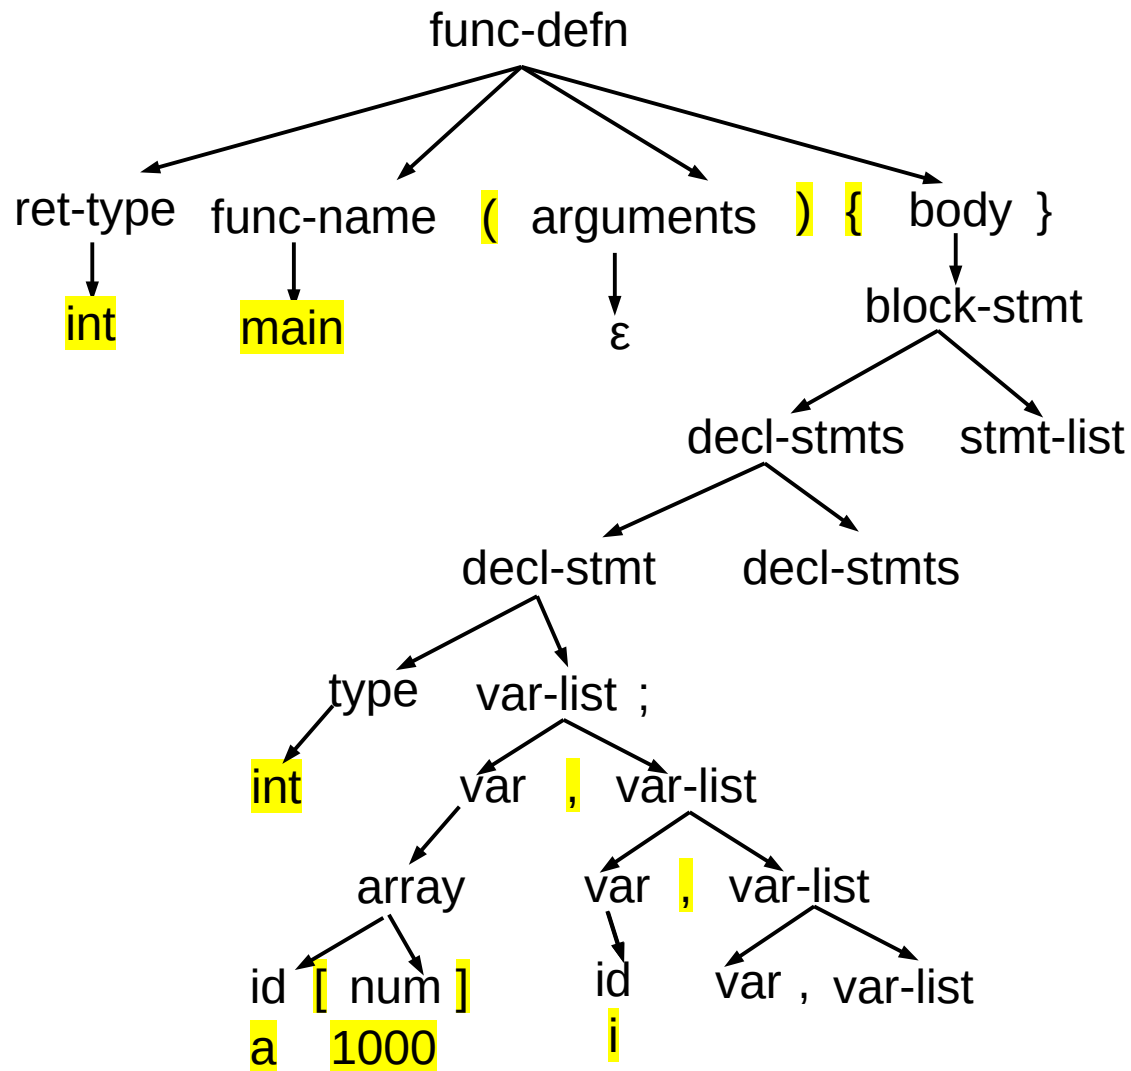 func-defn
ret-type func-name ( arguments ) { body }
int main ε block-stmt
decl-stmts stmt-list
decl-stmt decl-stmts
type var-list ;
int var , var-list
array var , var-list
id [ num ] id var , var-list
a 1000 i